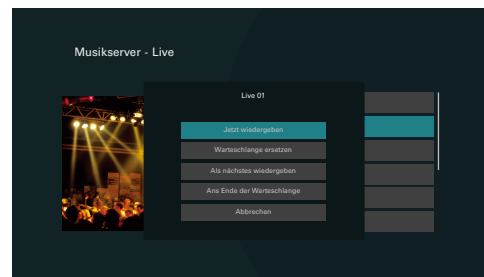 Musikserver - Live
Live 01
Jetzt wiedergeben
Warteschlange ersetzen
Als nächstes wiedergeben
Ans Ende der Warteschlange
Abbrechen